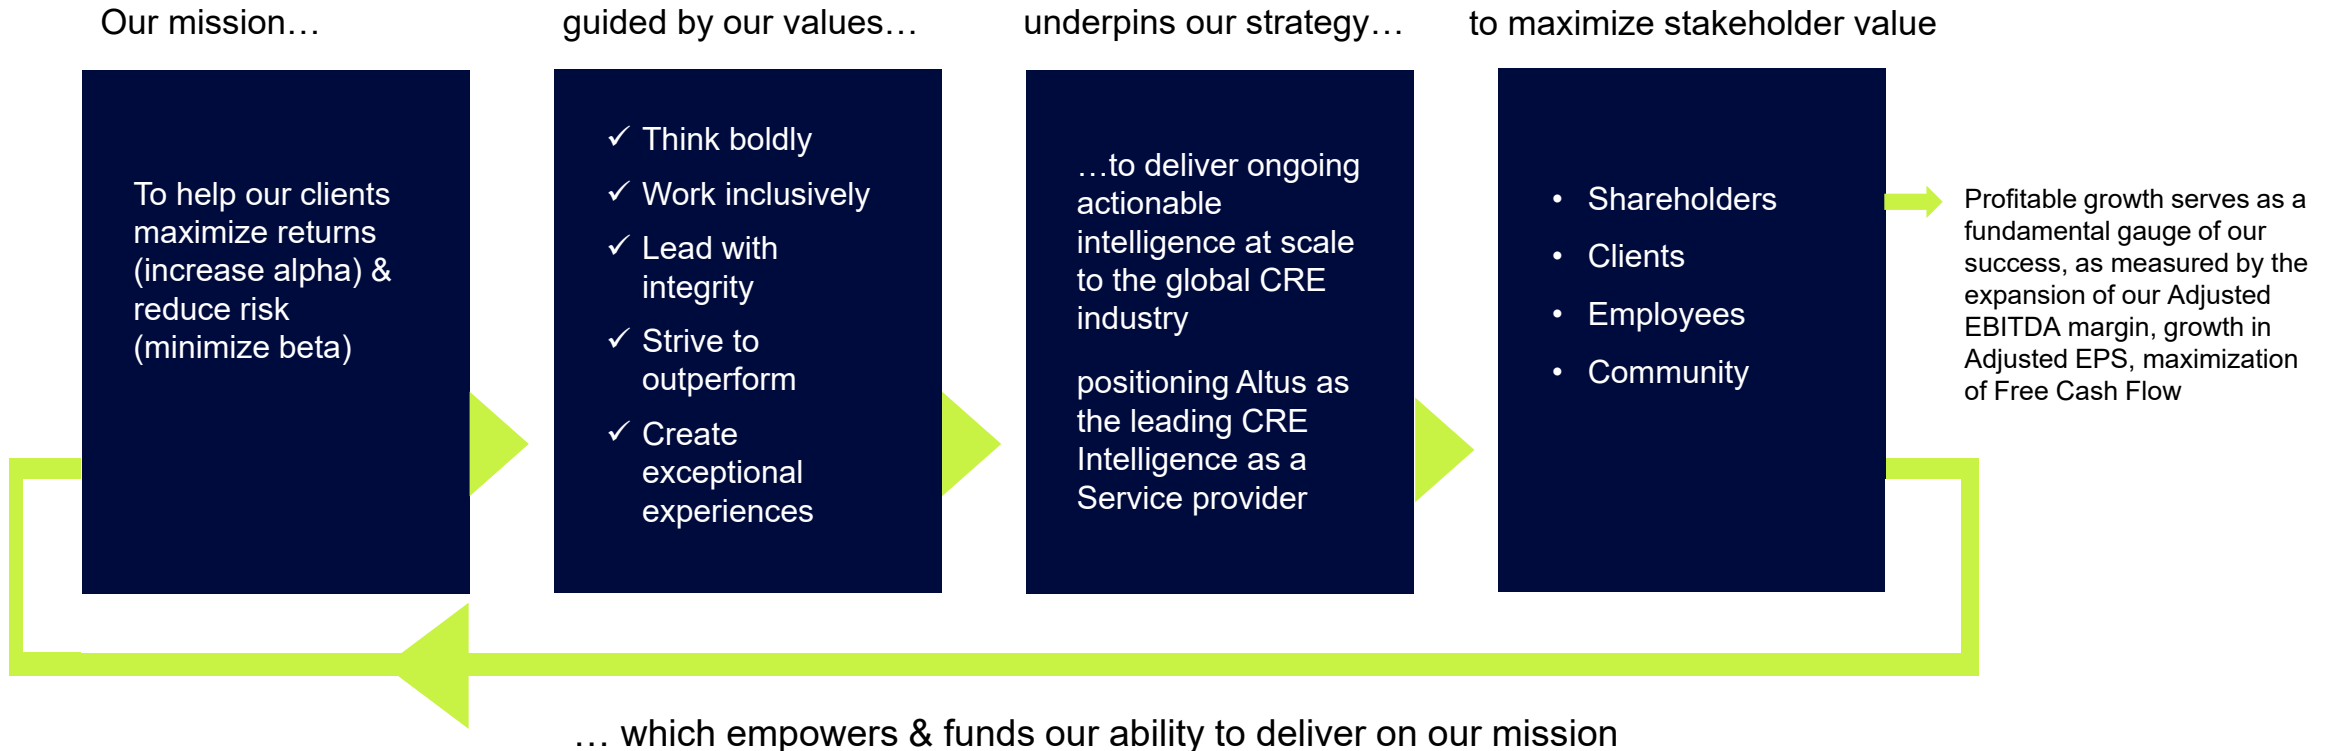 Our mission…
guided by our values…
underpins our strategy…
to maximize stakeholder value
To help our clients
maximize returns
(increase alpha) &
reduce risk
(minimize beta)
✓ Think boldly
✓ Work inclusively
✓ Lead with
integrity
✓ Strive to
outperform
✓ Create
exceptional
experiences
…to deliver ongoing
actionable
intelligence at scale
to the global CRE
industry
positioning Altus as
the leading CRE
Intelligence as a
Service provider
• Shareholders
• Clients
• Employees
• Community
Profitable growth serves as a
fundamental gauge of our
success, as measured by the
expansion of our Adjusted
EBITDA margin, growth in
Adjusted EPS, maximization
of Free Cash Flow
… which empowers & funds our ability to deliver on our mission